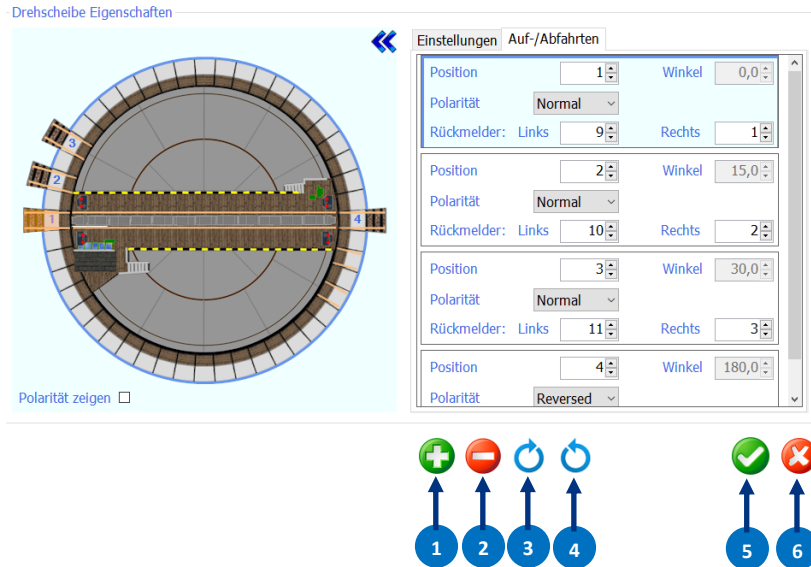 Drehscheibe Eigenschaften
Einstellungen Auf-/Abfahrten
Position 1 Winkel 0,0
Polarität Normal
Rückmelder: Links 9 Rechts 1
Position 2 Winkel 15,0
Polarität Normal
Rückmelder: Links 10 Rechts 2
Position 3 Winkel 30,0
Polarität Normal
Rückmelder: Links 11 Rechts 3
Position 4 Winkel 180,0
Polarität Reversed
3
2
1 4
Polarität zeigen
1 2 3 4 5 6